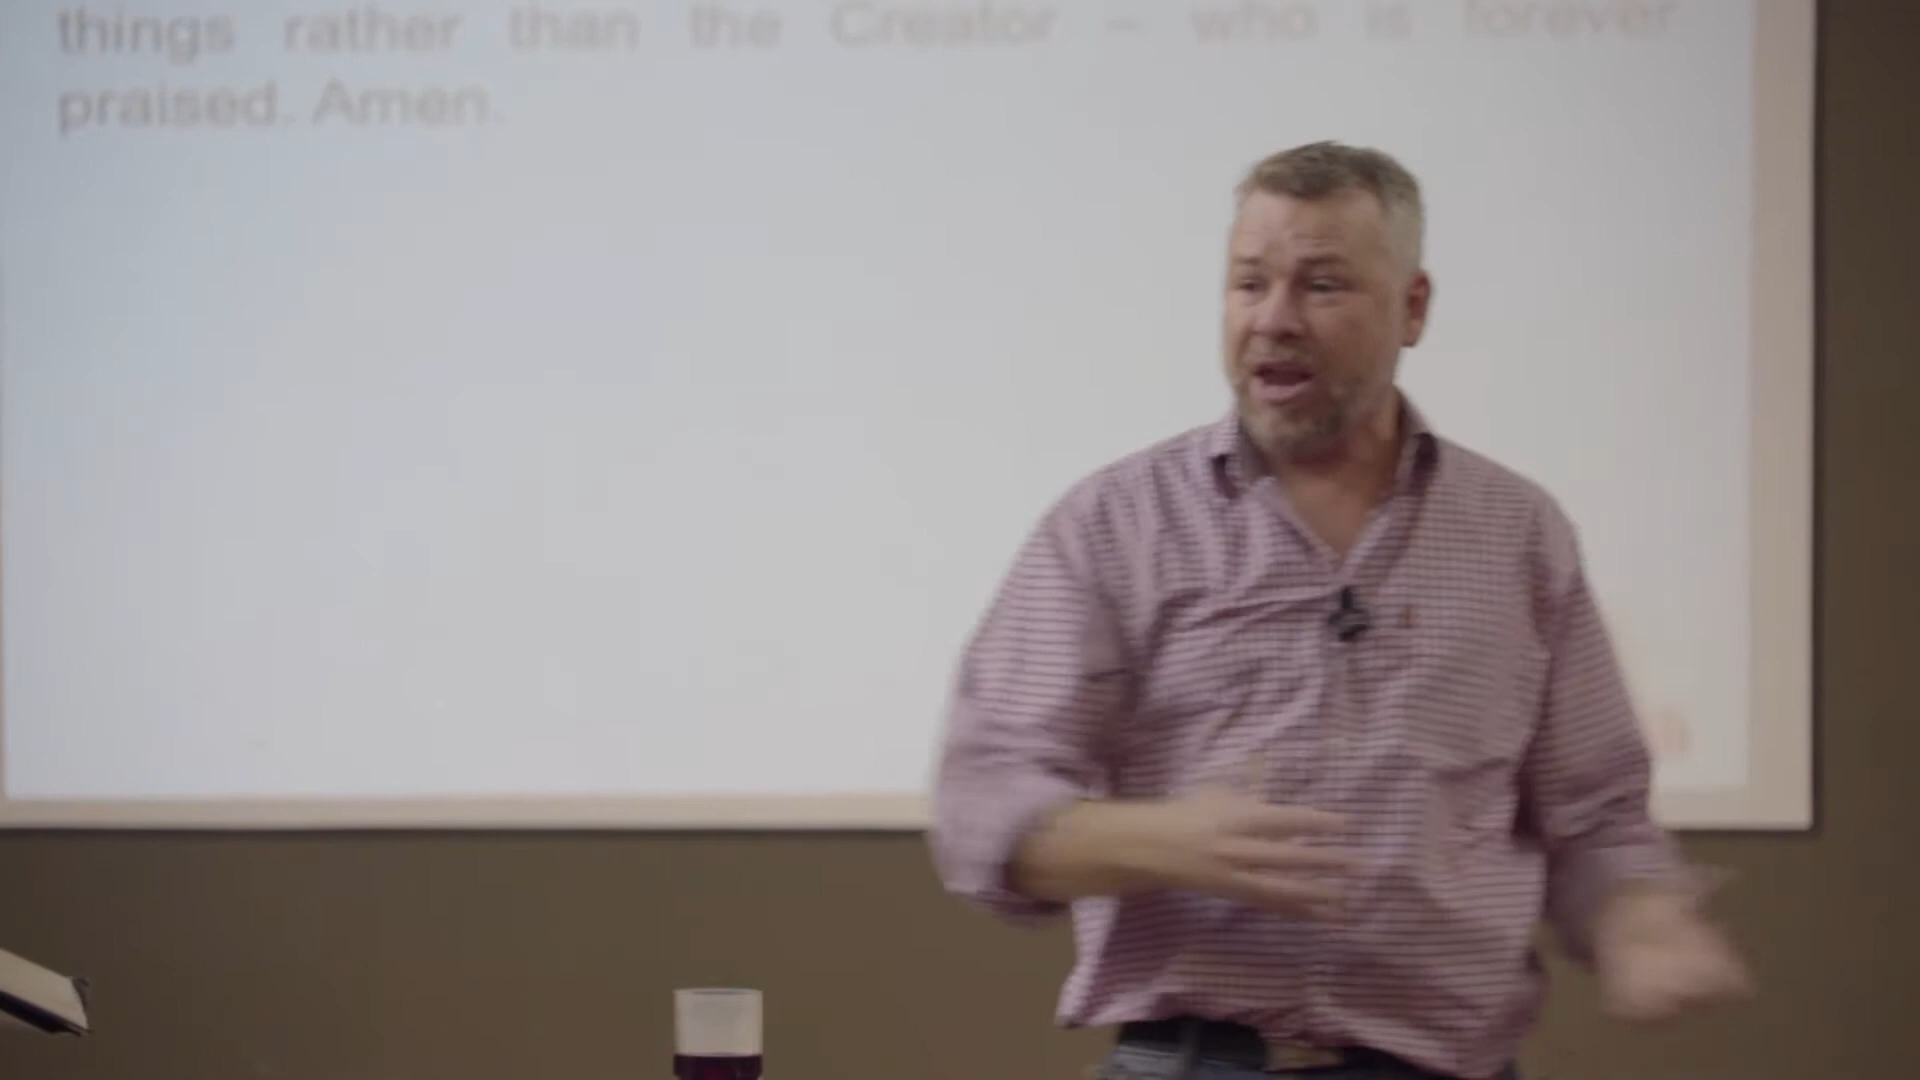 things rather than the Creator – who is forever
praised. Amen.